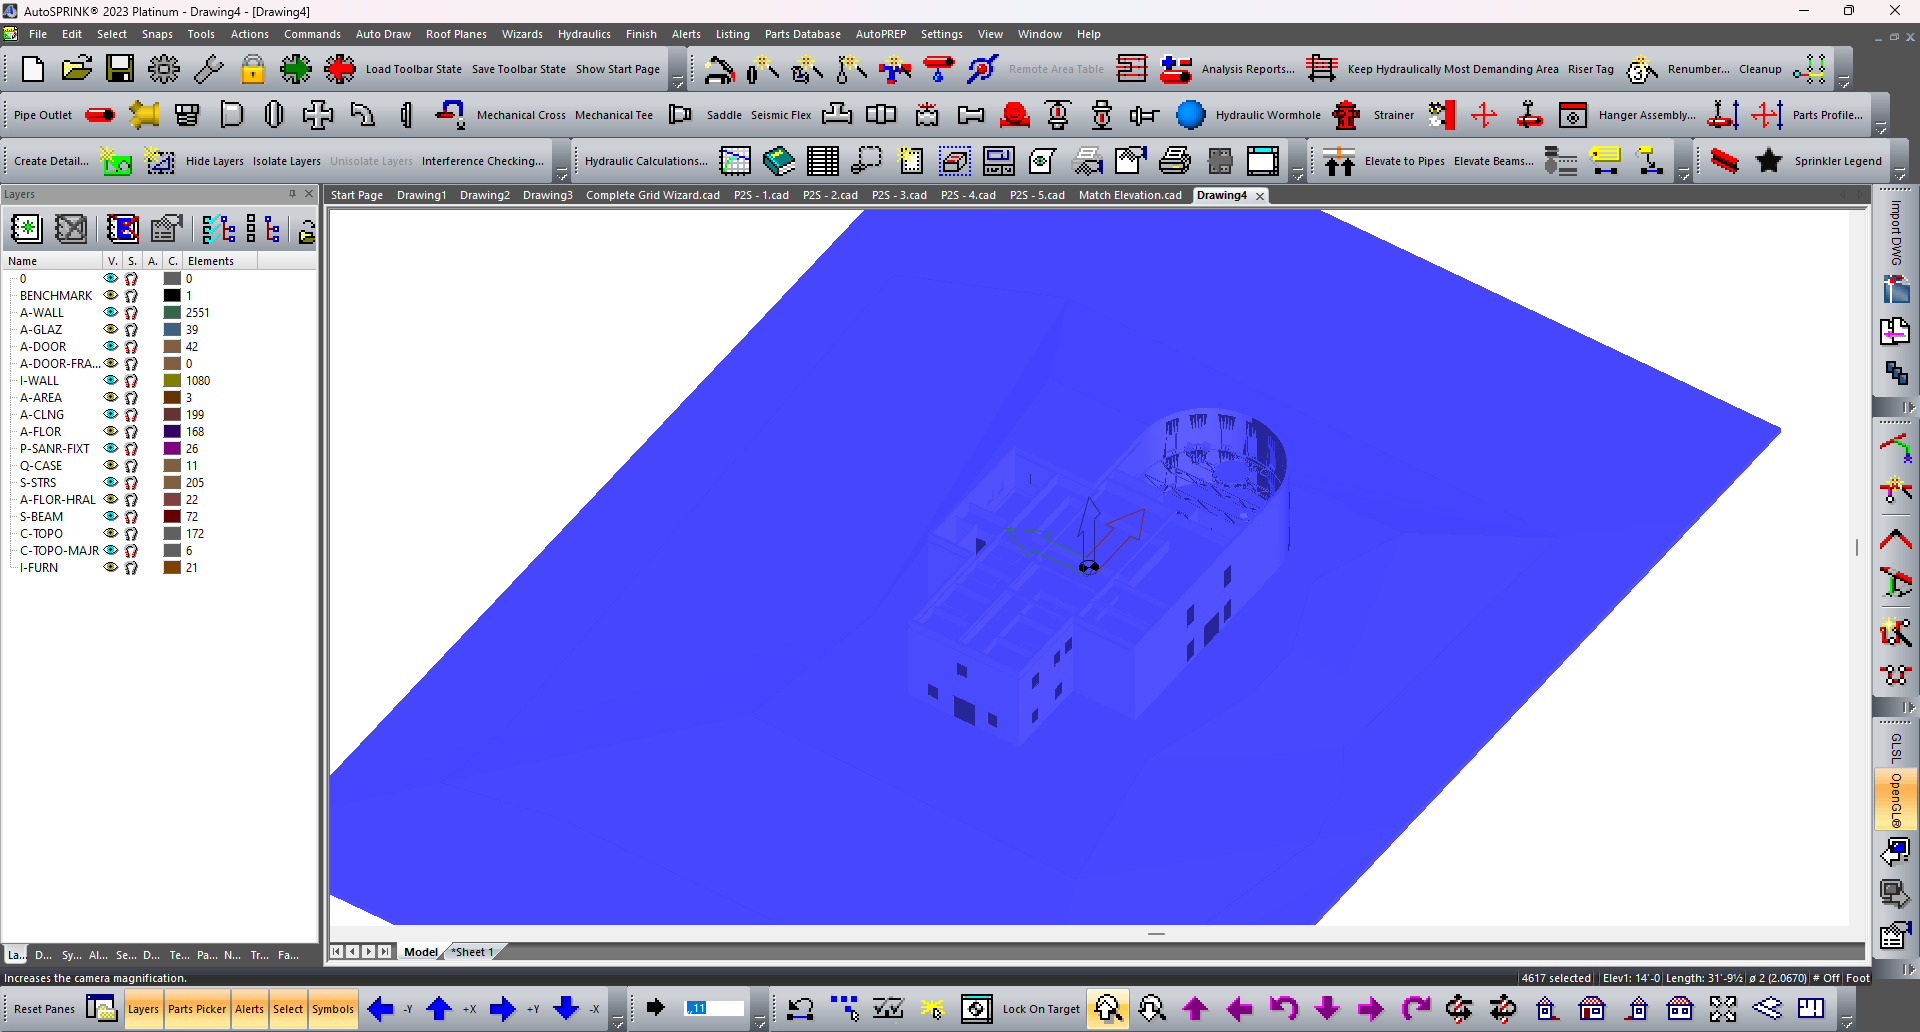 AutoSPRINK® 2023 Platinum - Drawing4 - [Drawing4]
File Edit Select Snaps Tools Actions Commands Auto Draw Roof Planes Wizards Hydraulics Finish Alerts Listing Parts Database AutoPREP Settings View Window Help
Load Toolbar State Save Toolbar State Show Start Page Remote Area Table Analysis Reports... Keep Hydraulically Most Demanding Area Riser Tag Renumber... Cleanup
Pipe Outlet Mechanical Cross Mechanical Tee Saddle Seismic Flex Hydraulic Wormhole Strainer Hanger Assembly... Parts Profile...
Create Detail... Hide Layers Isolate Layers Unisolate Layers Interference Checking... Hydraulic Calculations... Elevate to Pipes Elevate Beams... Sprinkler Legend
Layers
Start Page Drawing1 Drawing2 Drawing3 Complete Grid Wizard.cad P2S - 1.cad P2S - 2.cad P2S - 3.cad P2S - 4.cad P2S - 5.cad Match Elevation.cad Drawing4
Name V. S. A. C. Elements
0 0
BENCHMARK 1
A-WALL 2551
A-GLAZ 39
A-DOOR 42
A-DOOR-FRA... 0
I-WALL 1080
A-AREA 3
A-CLNG 199
A-FLOR 168
P-SANR-FIXT 26
Q-CASE 11
S-STRS 205
A-FLOR-HRAL 22
S-BEAM 72
C-TOPO 172
C-TOPO-MAJR 6
I-FURN 21
Import DWG
GLSL
OpenGL®
La... D... Sy... Al... Se... D... Te... Pa... N... Tr... Fa...
Model *Sheet 1
Increases the camera magnification.
4617 selected Elev1: 14'-0 Length: 31'-9½ ø 2 (2.0670) # Off Foot
Reset Panes Layers Parts Picker Alerts Select Symbols -Y +X +Y -X ,,11 Lock On Target